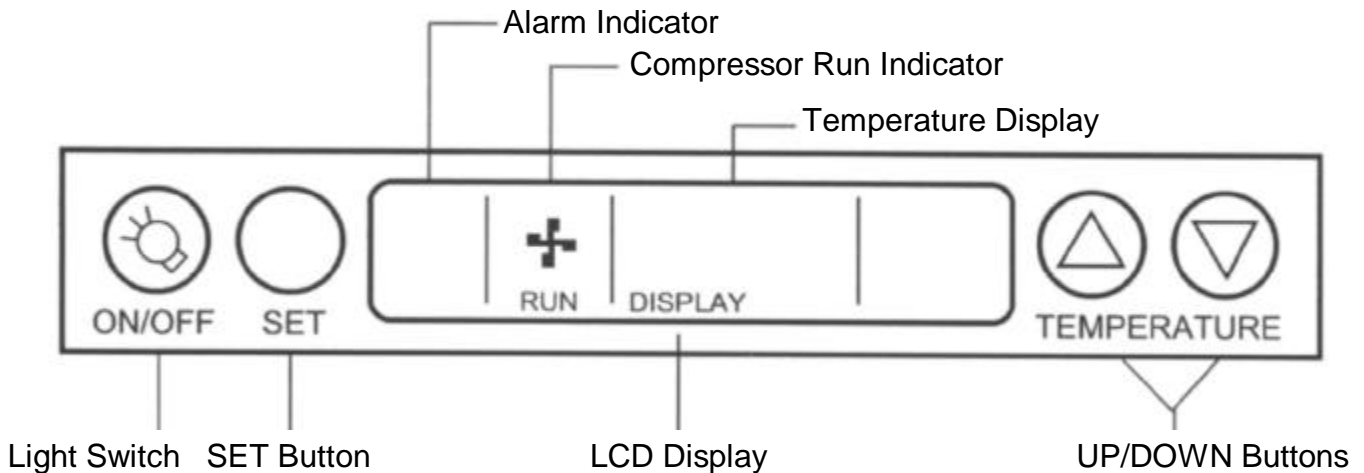 Alarm Indicator
Compressor Run Indicator
Temperature Display
ON/OFF
SET
RUN
DISPLAY
TEMPERATURE
Light Switch
SET Button
LCD Display
UP/DOWN Buttons